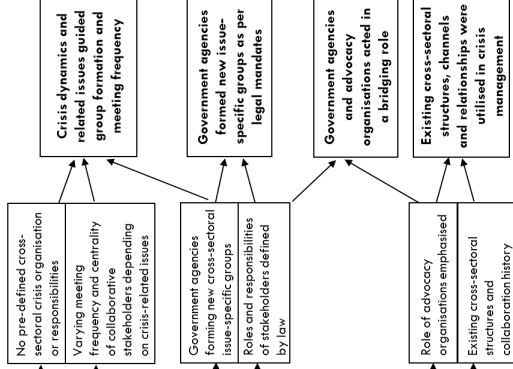 No pre-defined cross-
sectoral crisis organisation
or responsibilities
Varying meeting
frequency and centrality
of collaborative
stakeholders depending
on crisis-related issues
Government agencies
forming new cross-sectoral
issue-specific groups
Roles and responsibilities
of stakeholders defined
by law
Role of advocacy
organisations emphasised
Existing cross-sectoral
structures and
collaboration history
Crisis dynamics and
related issues guided
group formation and
meeting frequency
Government agencies
formed new issue-
specific groups as per
legal mandates
Government agencies
and advocacy
organisations acted in
a bridging role
Existing cross-sectoral
structures, channels
and relationships were
utilised in crisis
management